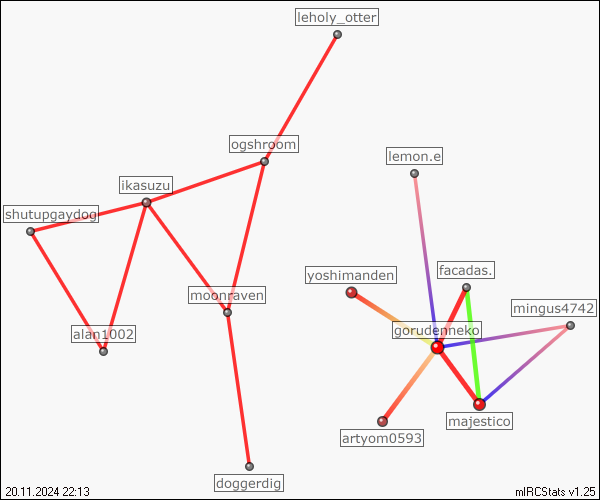 leholy_otter
ogshroom
lemon.e
ikasuzu
shutupgaydog
yoshimanden
facadas.
moonraven
mingus4742
gorudenneko
alan1002
majestico
artyom0593
doggerdig
20.11.2024 22:13
mIRCStats v1.25